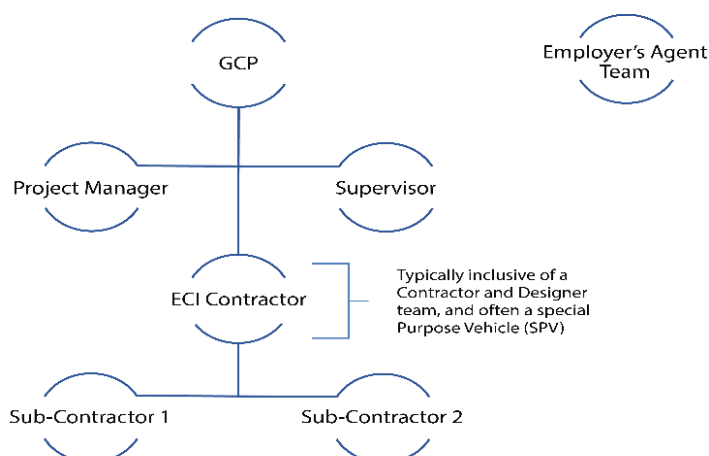 GCP
Employer's Agent
Team
Project Manager
Supervisor
ECI Contractor
Typically inclusive of a
Contractor and Designer
team, and often a special
Purpose Vehicle (SPV)
Sub-Contractor 1
Sub-Contractor 2